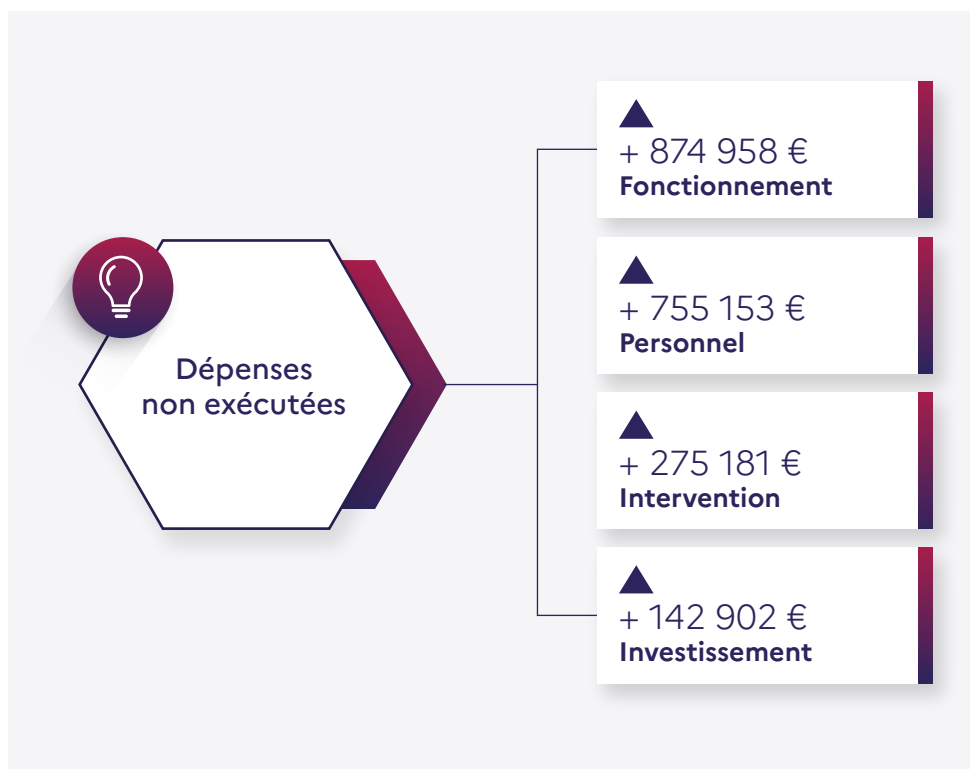 Dépenses
non exécutées
+ 874 958 €
Fonctionnement
+ 755 153 €
Personnel
+ 275 181 €
Intervention
+ 142 902 €
Investissement